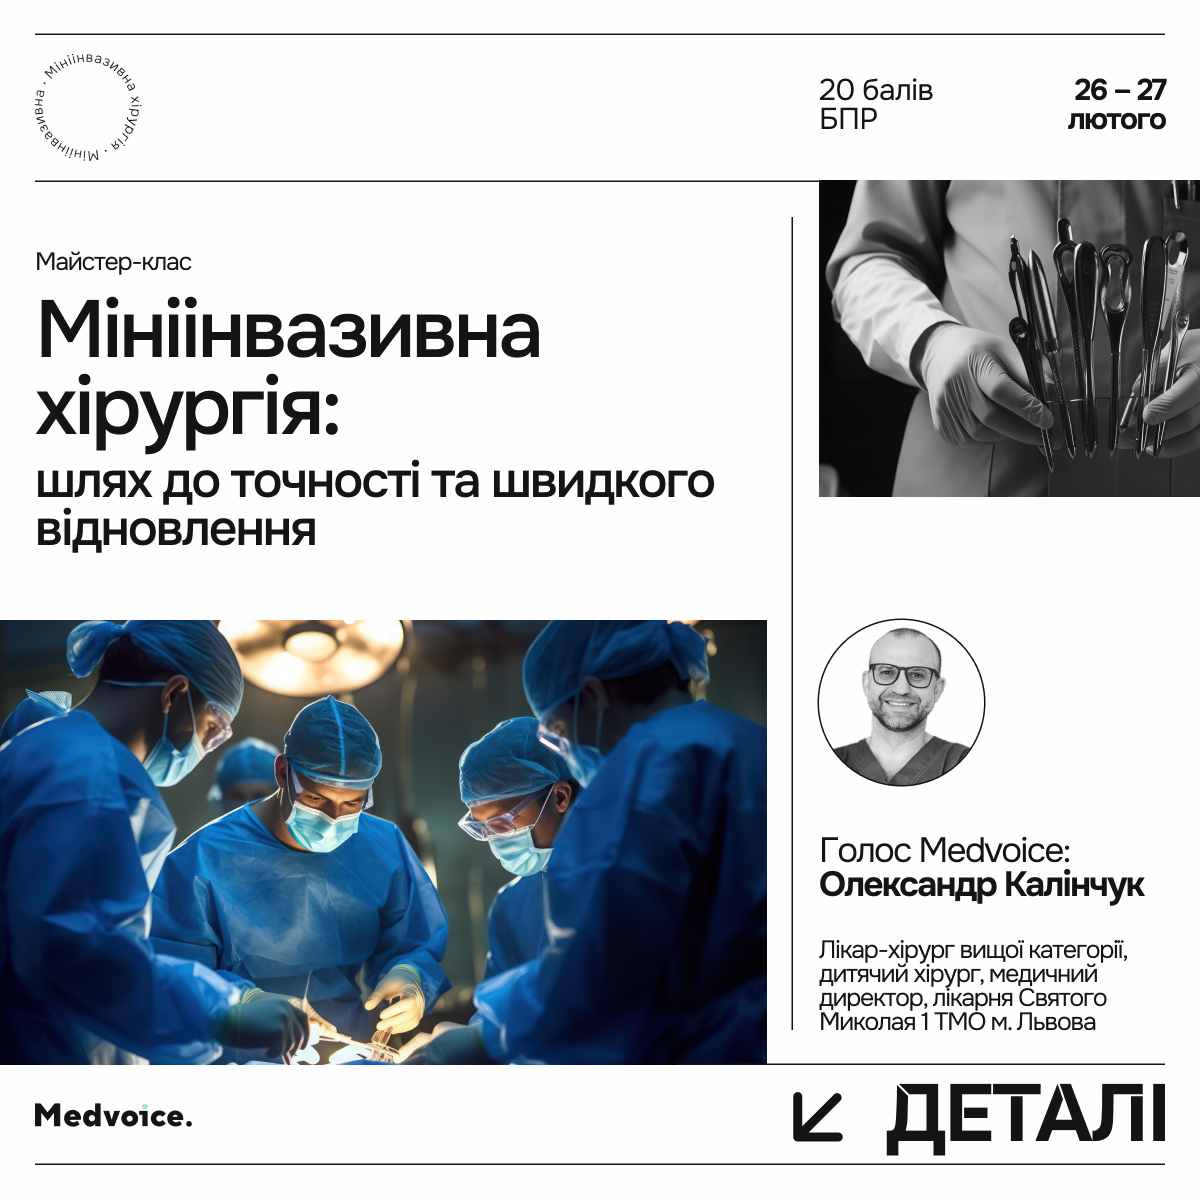 Мініінвазивна хірургія · Мініінвазивна ·
20 балів
БПР
26 – 27
лютого
Майстер-клас
Мініінвазивна
хірургія:
шлях до точності та швидкого
відновлення
Голос Medvoice:
Олександр Калінчук
Лікар-хірург вищої категорії,
дитячий хірург, медичний
директор, лікарня Святого
Миколая 1 ТМО м. Львова
Medvoice.
ДЕТАЛІ